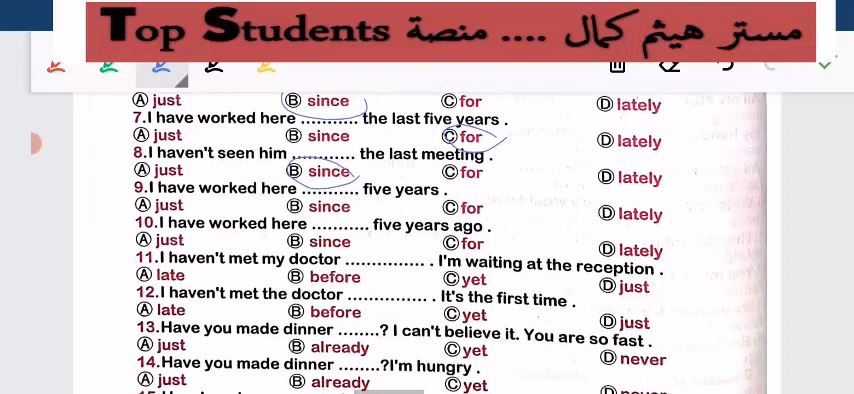 Top Students مستر هيثم كمال .... منصة
Ⓐ just Ⓑ since Ⓒ for Ⓓ lately
7.I have worked here ........... the last five years .
Ⓐ just Ⓑ since Ⓒ for Ⓓ lately
8.I haven't seen him ............ the last meeting .
Ⓐ just Ⓑ since Ⓒ for Ⓓ lately
9.I have worked here ........... five years .
Ⓐ just Ⓑ since Ⓒ for Ⓓ lately
10.I have worked here ........... five years ago .
Ⓐ just Ⓑ since Ⓒ for Ⓓ lately
11.I haven't met my doctor ............... . I'm waiting at the reception .
Ⓐ late Ⓑ before Ⓒ yet Ⓓ just
12.I haven't met the doctor ............... . It's the first time .
Ⓐ late Ⓑ before Ⓒ yet Ⓓ just
13.Have you made dinner ........? I can't believe it. You are so fast .
Ⓐ just Ⓑ already Ⓒ yet Ⓓ never
14.Have you made dinner ........?I'm hungry .
Ⓐ just Ⓑ already Ⓒ yet